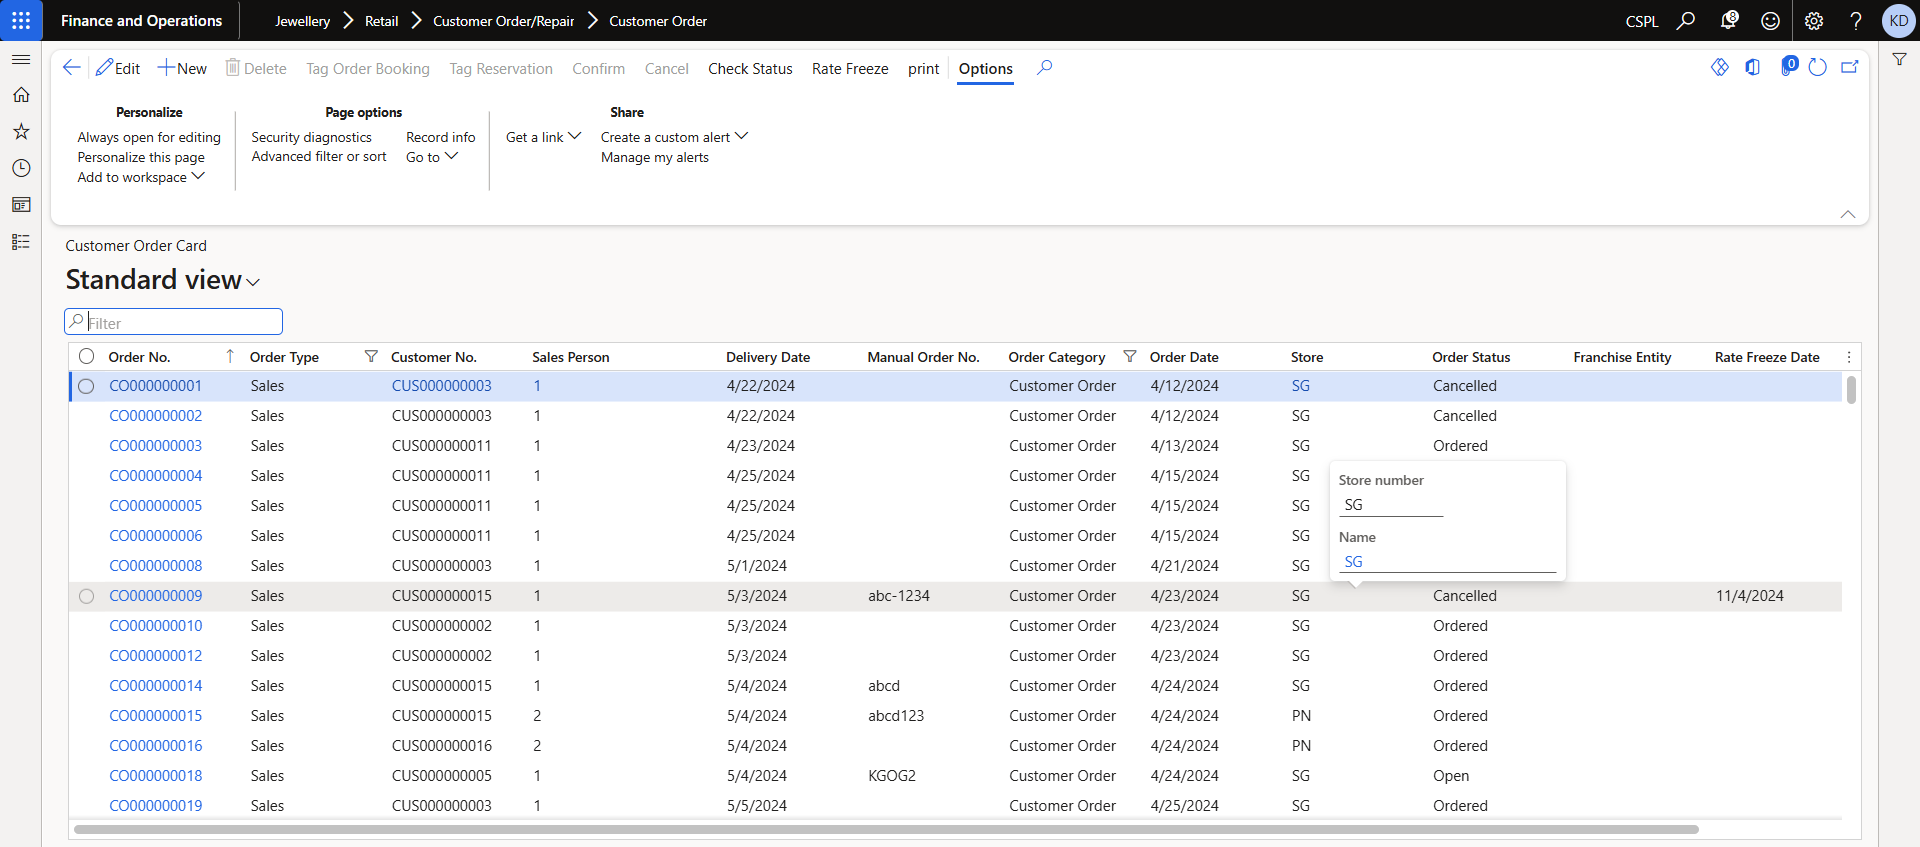 Finance and Operations
Jewellery
Retail
Customer Order/Repair
Customer Order
CSPL
8
KD
Edit
New
Delete
Tag Order Booking
Tag Reservation
Confirm
Cancel
Check Status
Rate Freeze
print
Options
0
Personalize
Always open for editing
Personalize this page
Add to workspace
Page options
Security diagnostics
Record info
Advanced filter or sort
Go to
Get a link
Share
Create a custom alert
Manage my alerts
Customer Order Card
Standard view
Filter
Order No. Order Type Customer No. Sales Person Delivery Date Manual Order No. Order Category Order Date Store Order Status Franchise Entity Rate Freeze Date
CO000000001 Sales CUS000000003 1 4/22/2024 Customer Order 4/12/2024 SG Cancelled
CO000000002 Sales CUS000000003 1 4/22/2024 Customer Order 4/12/2024 SG Cancelled
CO000000003 Sales CUS000000011 1 4/23/2024 Customer Order 4/13/2024 SG Ordered
CO000000004 Sales CUS000000011 1 4/25/2024 Customer Order 4/15/2024 SG
CO000000005 Sales CUS000000011 1 4/25/2024 Customer Order 4/15/2024 SG
CO000000006 Sales CUS000000011 1 4/25/2024 Customer Order 4/15/2024 SG
CO000000008 Sales CUS000000003 1 5/1/2024 Customer Order 4/21/2024 SG
Store number
SG
Name
SG
CO000000009 Sales CUS000000015 1 5/3/2024 abc-1234 Customer Order 4/23/2024 SG Cancelled 11/4/2024
CO000000010 Sales CUS000000002 1 5/3/2024 Customer Order 4/23/2024 SG Ordered
CO000000012 Sales CUS000000002 1 5/3/2024 Customer Order 4/23/2024 SG Ordered
CO000000014 Sales CUS000000015 1 5/4/2024 abcd Customer Order 4/24/2024 SG Ordered
CO000000015 Sales CUS000000015 2 5/4/2024 abcd123 Customer Order 4/24/2024 PN Ordered
CO000000016 Sales CUS000000016 2 5/4/2024 Customer Order 4/24/2024 PN Ordered
CO000000018 Sales CUS000000005 1 5/4/2024 KGOG2 Customer Order 4/24/2024 SG Open
CO000000019 Sales CUS000000003 1 5/5/2024 Customer Order 4/25/2024 SG Ordered